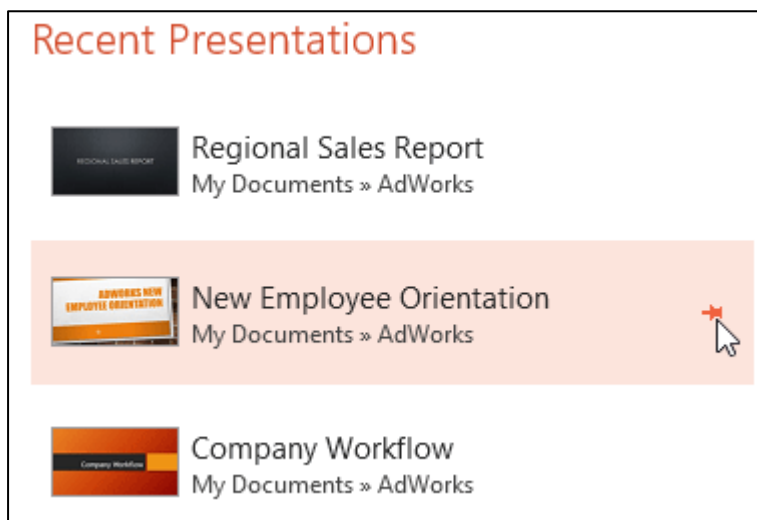 Recent Presentations
REGIONAL SALES REPORT
Regional Sales Report
My Documents » AdWorks
ADWORKS NEW
EMPLOYEE ORIENTATION
New Employee Orientation
My Documents » AdWorks
Company Workflow
Company Workflow
My Documents » AdWorks